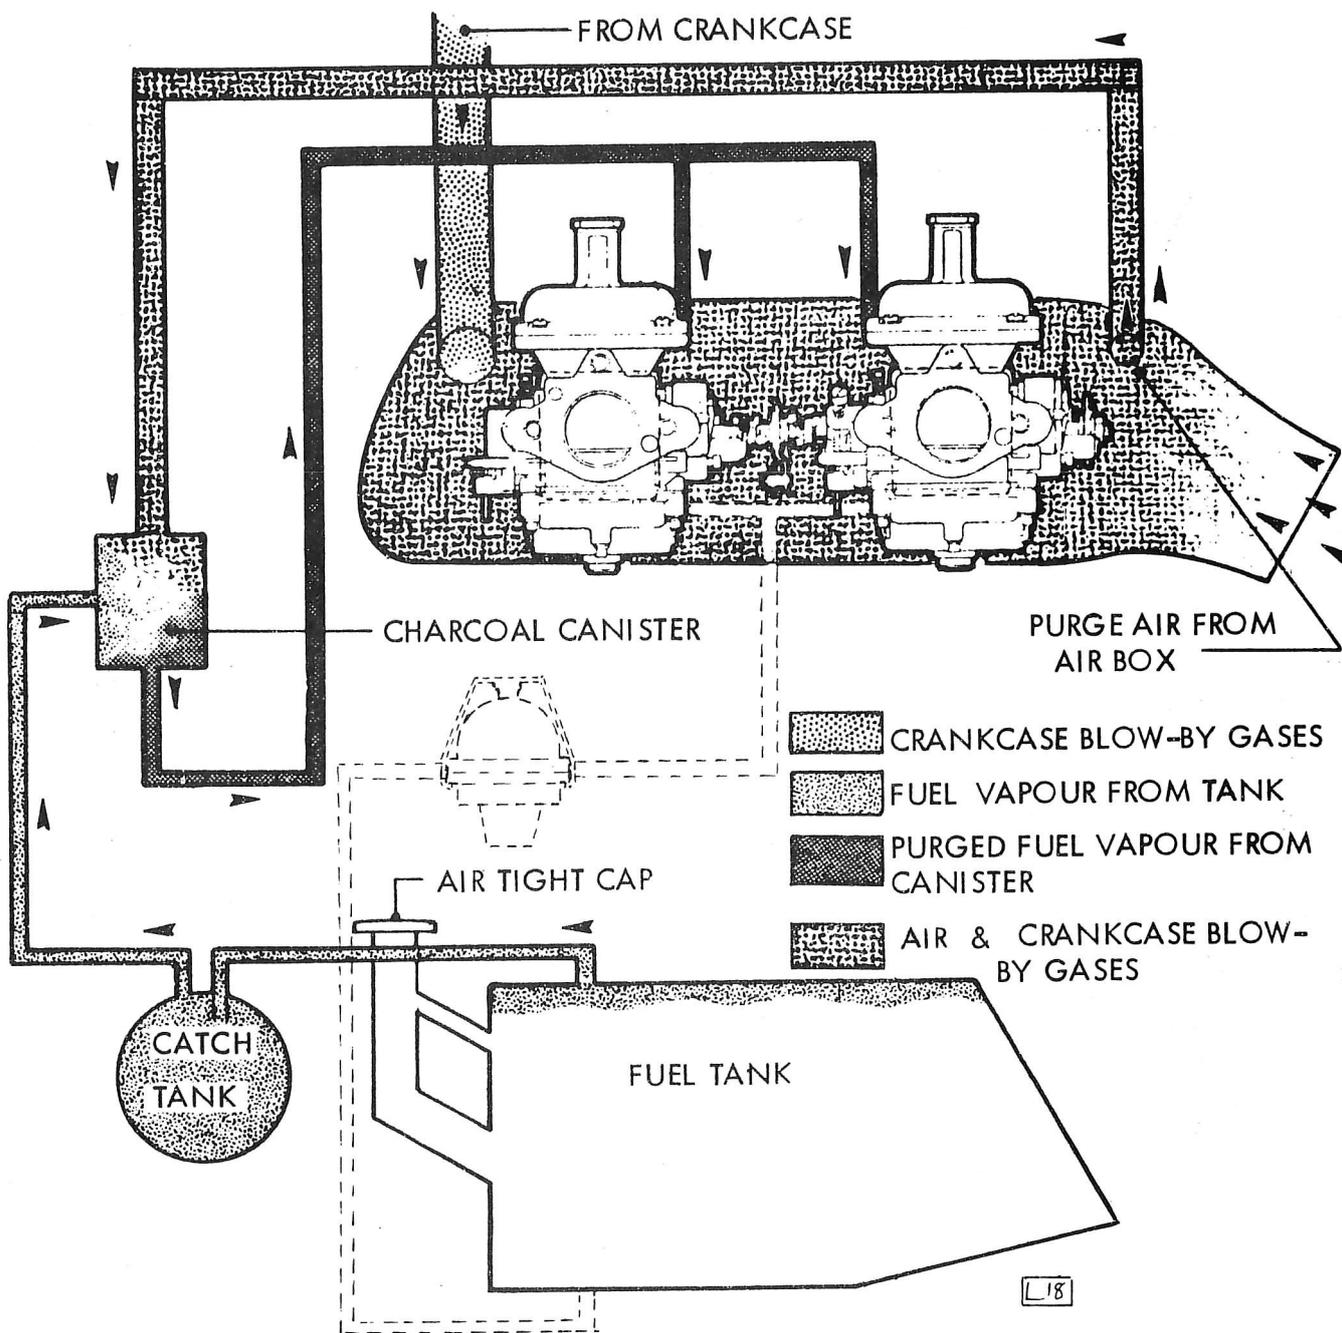 FROM CRANKCASE
CHARCOAL CANISTER
PURGE AIR FROM
AIR BOX
CRANKCASE BLOW-BY GASES
FUEL VAPOUR FROM TANK
PURGED FUEL VAPOUR FROM
CANISTER
AIR & CRANKCASE BLOW-
BY GASES
AIR TIGHT CAP
CATCH
TANK
FUEL TANK
L18